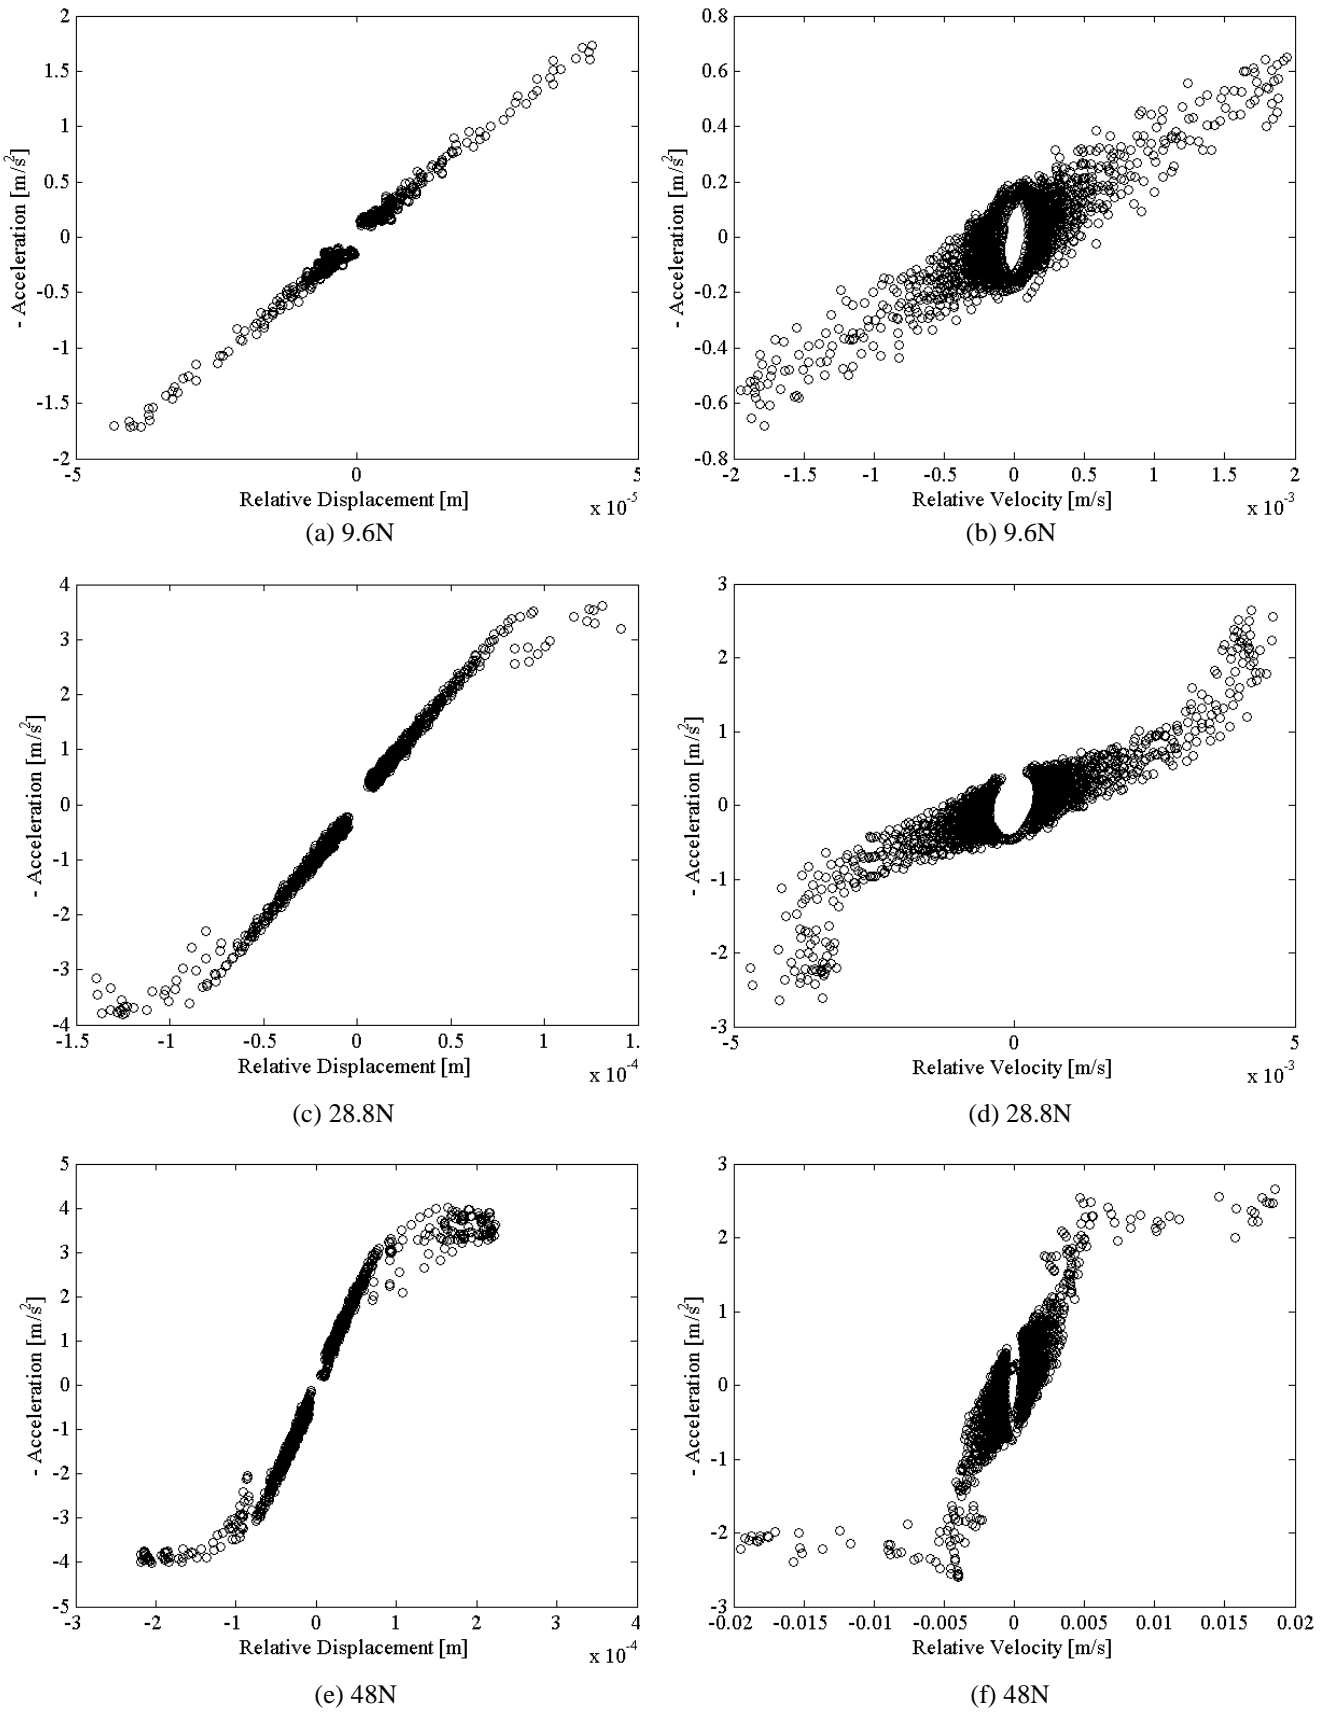 2
1.5
1
0.5
0
-0.5
-1
-1.5
-2
- Acceleration [m/s²]
-5 0 5
Relative Displacement [m]
x 10⁻⁵
(a) 9.6N
0.8
0.6
0.4
0.2
0
-0.2
-0.4
-0.6
-0.8
- Acceleration [m/s²]
-2 -1.5 -1 -0.5 0 0.5 1 1.5 2
Relative Velocity [m/s]
x 10⁻³
(b) 9.6N
4
3
2
1
0
-1
-2
-3
-4
- Acceleration [m/s²]
-1.5 -1 -0.5 0 0.5 1 1.
Relative Displacement [m]
x 10⁻⁴
(c) 28.8N
3
2
1
0
-1
-2
-3
- Acceleration [m/s²]
-5 0 5
Relative Velocity [m/s]
x 10⁻³
(d) 28.8N
5
4
3
2
1
0
-1
-2
-3
-4
-5
- Acceleration [m/s²]
-3 -2 -1 0 1 2 3 4
Relative Displacement [m]
x 10⁻⁴
(e) 48N
3
2
1
0
-1
-2
-3
- Acceleration [m/s²]
-0.02 -0.015 -0.01 -0.005 0 0.005 0.01 0.015 0.02
Relative Velocity [m/s]
(f) 48N